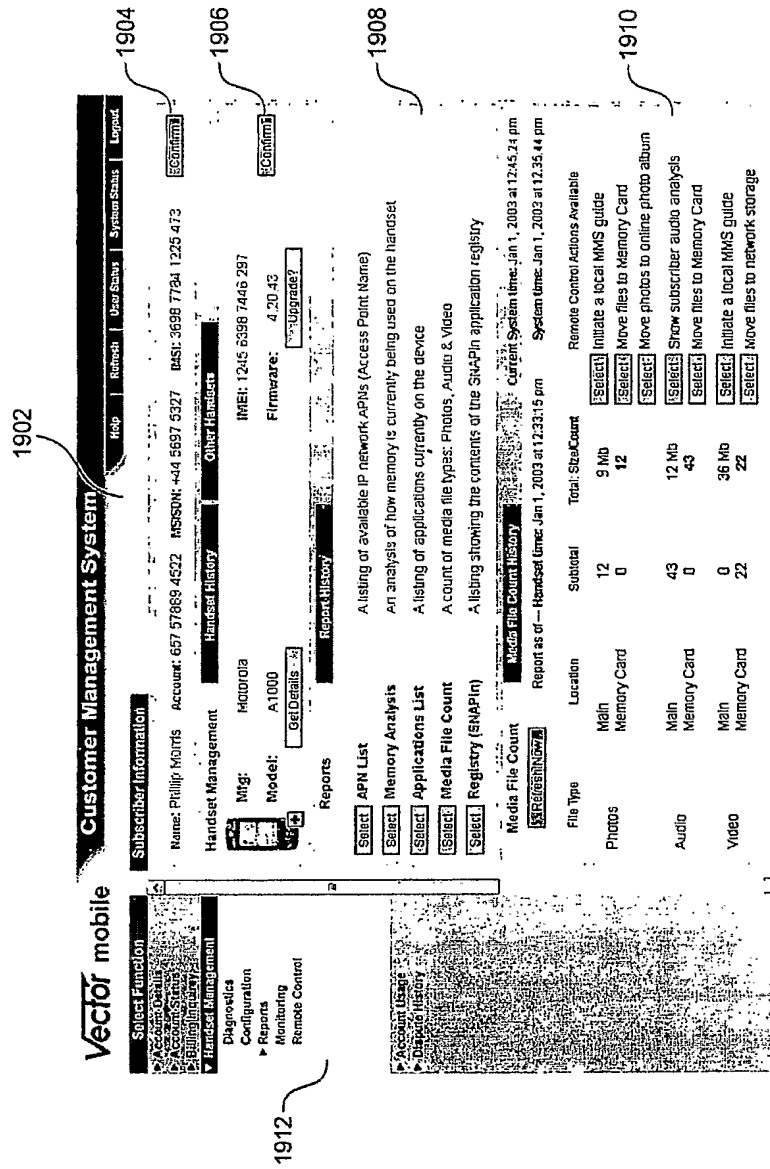 1902
1904
1906
1908
1910
1912
Vector mobile
Customer Management System
Help | Refresh | User Status | System Status | Logout
Select Function
Account Details
Account Status
Billing Inquiry
Handset Management
Diagnostics
Configuration
Reports
Monitoring
Remote Control
Account Usage
Dispute History
Subscriber Information
Name: Phillip Morris Account: 657 57869 4522 MSISDN: +44 5697 5327 IMSI: 3698 7784 1225 473
Confirm
Handset Management
Handset History
Other Handsets
Mfg: Motorola IMEI: 1245 6398 7446 297
Confirm
Model: A1000 Firmware: 4.20.43
Get Details
Upgrade?
Reports
Report History
Select APN List A listing of available IP network APNs (Access Point Name)
Select Memory Analysis An analysis of how memory is currently being used on the handset
Select Applications List A listing of applications currently on the device
Select Media File Count A count of media file types: Photos, Audio & Video
Select Registry (SNAPin) A listing showing the contents of the SNAPin application registry
Media File Count
Media File Count History
Current System time: Jan 1, 2003 at 12:45.24 pm
Refresh Now
Report as of — Handset time: Jan 1, 2003 at 12:33:15 pm System time: Jan 1, 2003 at 12.35.44 pm
File Type Location Subtotal Total: Size/Count Remote Control Actions Available
Photos Main 12 9 Mb Select Initiate a local MMS guide
Memory Card 0 12 Select Move files to Memory Card
Select Move photos to online photo album
Audio Main 43 12 Mb Select Show subscriber audio analysis
Memory Card 0 43 Select Move files to Memory Card
Video Main 0 36 Mb Select Initiate a local MMS guide
Memory Card 22 22 Select Move files to network storage